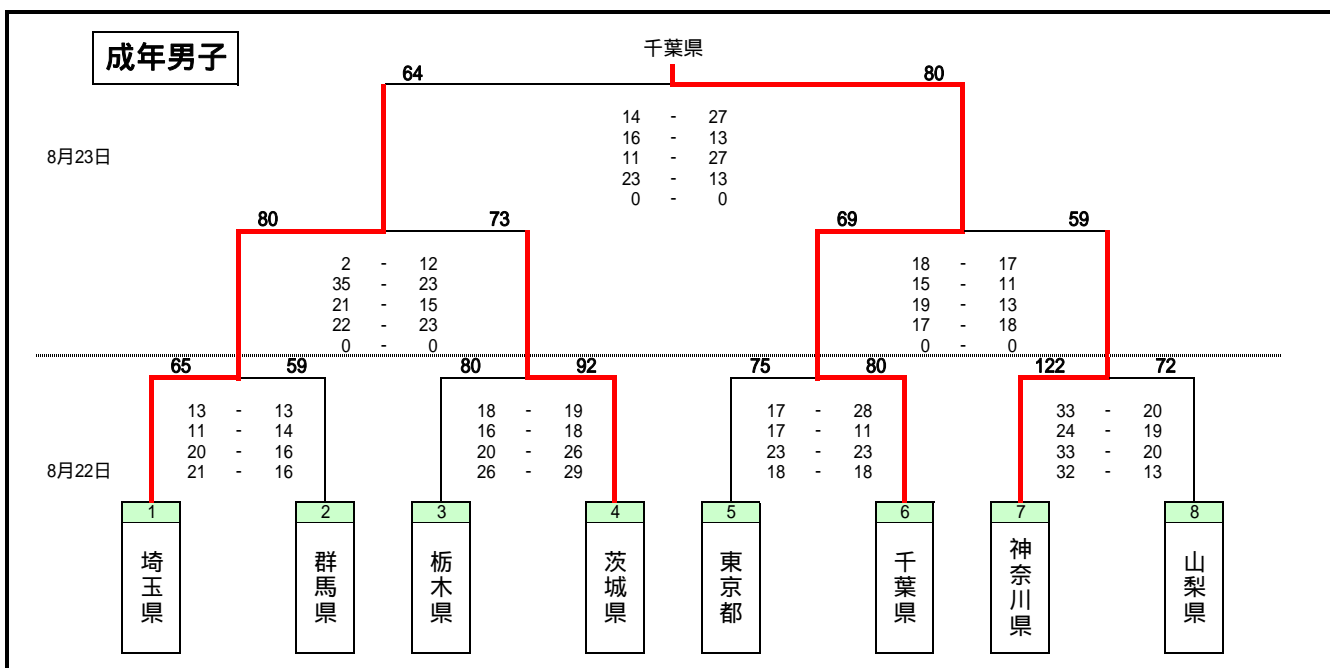 成年男子
千葉県
64 80
14 - 27
16 - 13
8月23日
11 - 27
23 - 13
0 - 0
80 73 69 59
2 - 12 18 - 17
35 - 23 15 - 11
21 - 15 19 - 13
22 - 23 17 - 18
0 - 0 0 - 0
65 59 80 92 75 80 122 72
13 - 13 18 - 19 17 - 28 33 - 20
11 - 14 16 - 18 17 - 11 24 - 19
20 - 16 20 - 26 23 - 23 33 - 20
8月22日 21 - 16 26 - 29 18 - 18 32 - 13
1 2 3 4 5 6 7 8
埼玉県
群馬県
栃木県
茨城県
東京都
千葉県
神奈川県
山梨県